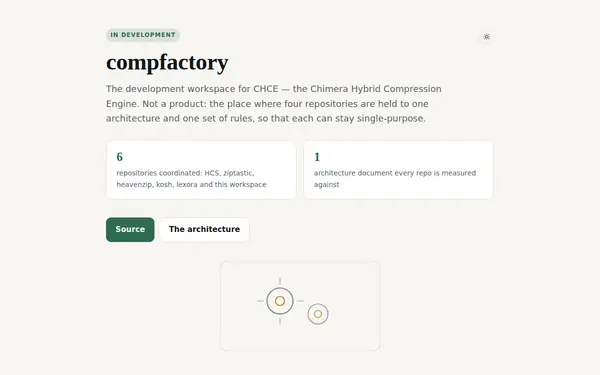 IN DEVELOPMENT
compfactory
The development workspace for CHCE — the Chimera Hybrid Compression
Engine. Not a product: the place where four repositories are held to one
architecture and one set of rules, so that each can stay single-purpose.
6
repositories coordinated: HCS, ziptastic,
heavenzip, kosh, lexora and this workspace
1
architecture document every repo is measured
against
Source
The architecture